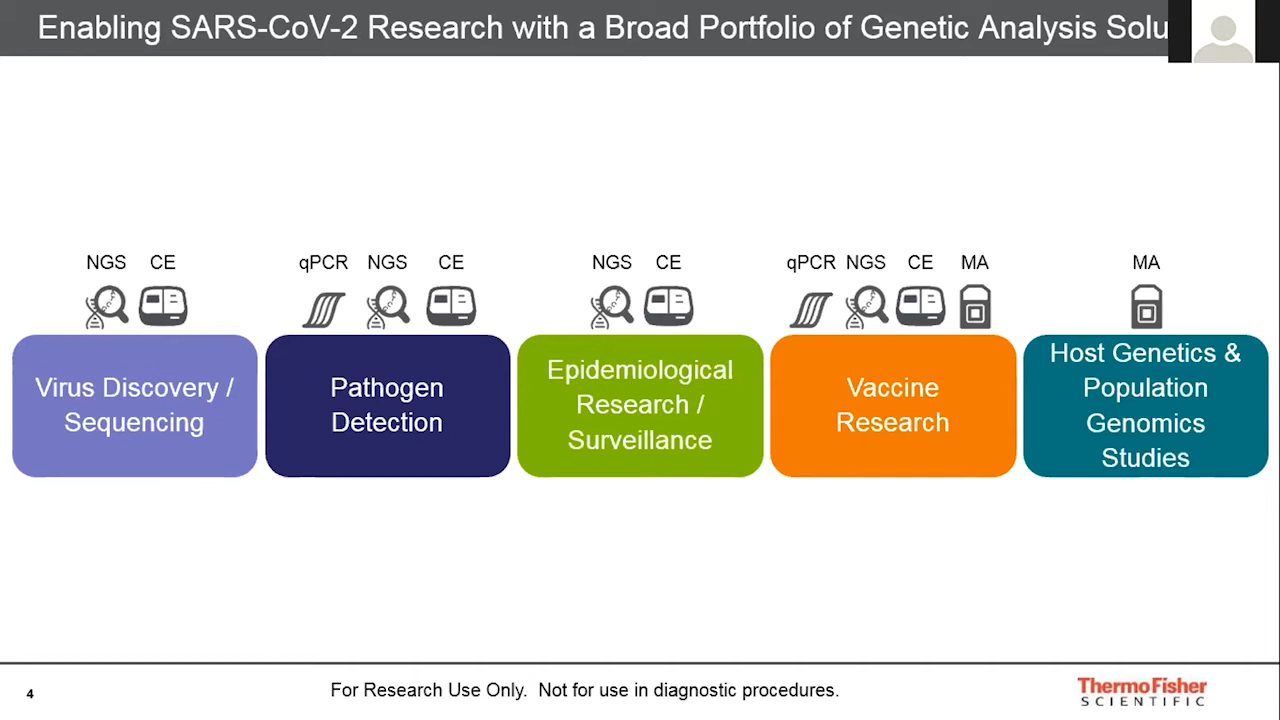 Enabling SARS-CoV-2 Research with a Broad Portfolio of Genetic Analysis
NGS CE
qPCR NGS CE
NGS CE
qPCR NGS CE MA
MA
Virus Discovery /
Sequencing
Pathogen
Detection
Epidemiological
Research /
Surveillance
Vaccine
Research
Host Genetics &
Population
Genomics
Studies
4
For Research Use Only. Not for use in diagnostic procedures.
ThermoFisher
SCIENTIFIC